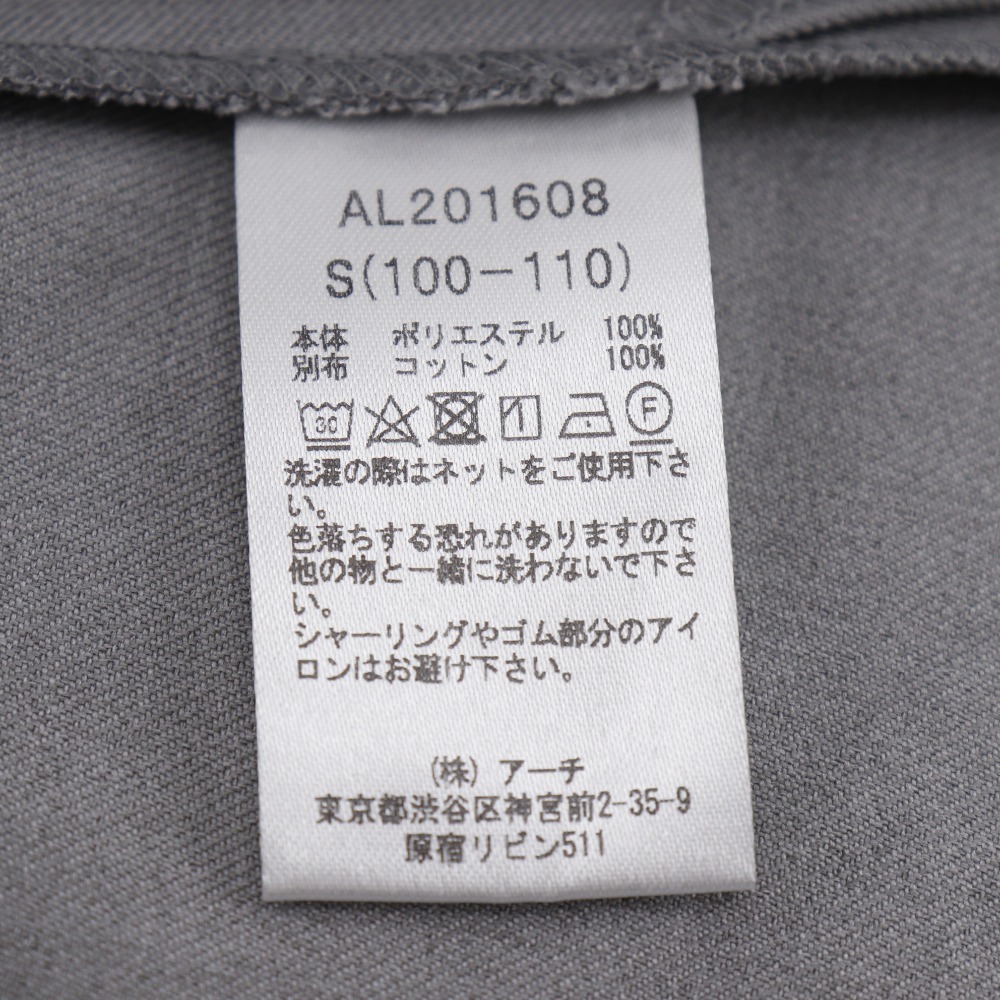 AL201608
S(100-110)
本体 ポリエステル 100%
別布 コットン 100%
30 F
洗濯の際はネットをご使用下さ
い。
色落ちする恐れがありますので
他の物と一緒に洗わないで下さ
い。
シャーリングやゴム部分のアイ
ロンはお避け下さい。
(株) アーチ
東京都渋谷区神宮前2-35-9
原宿リビン511